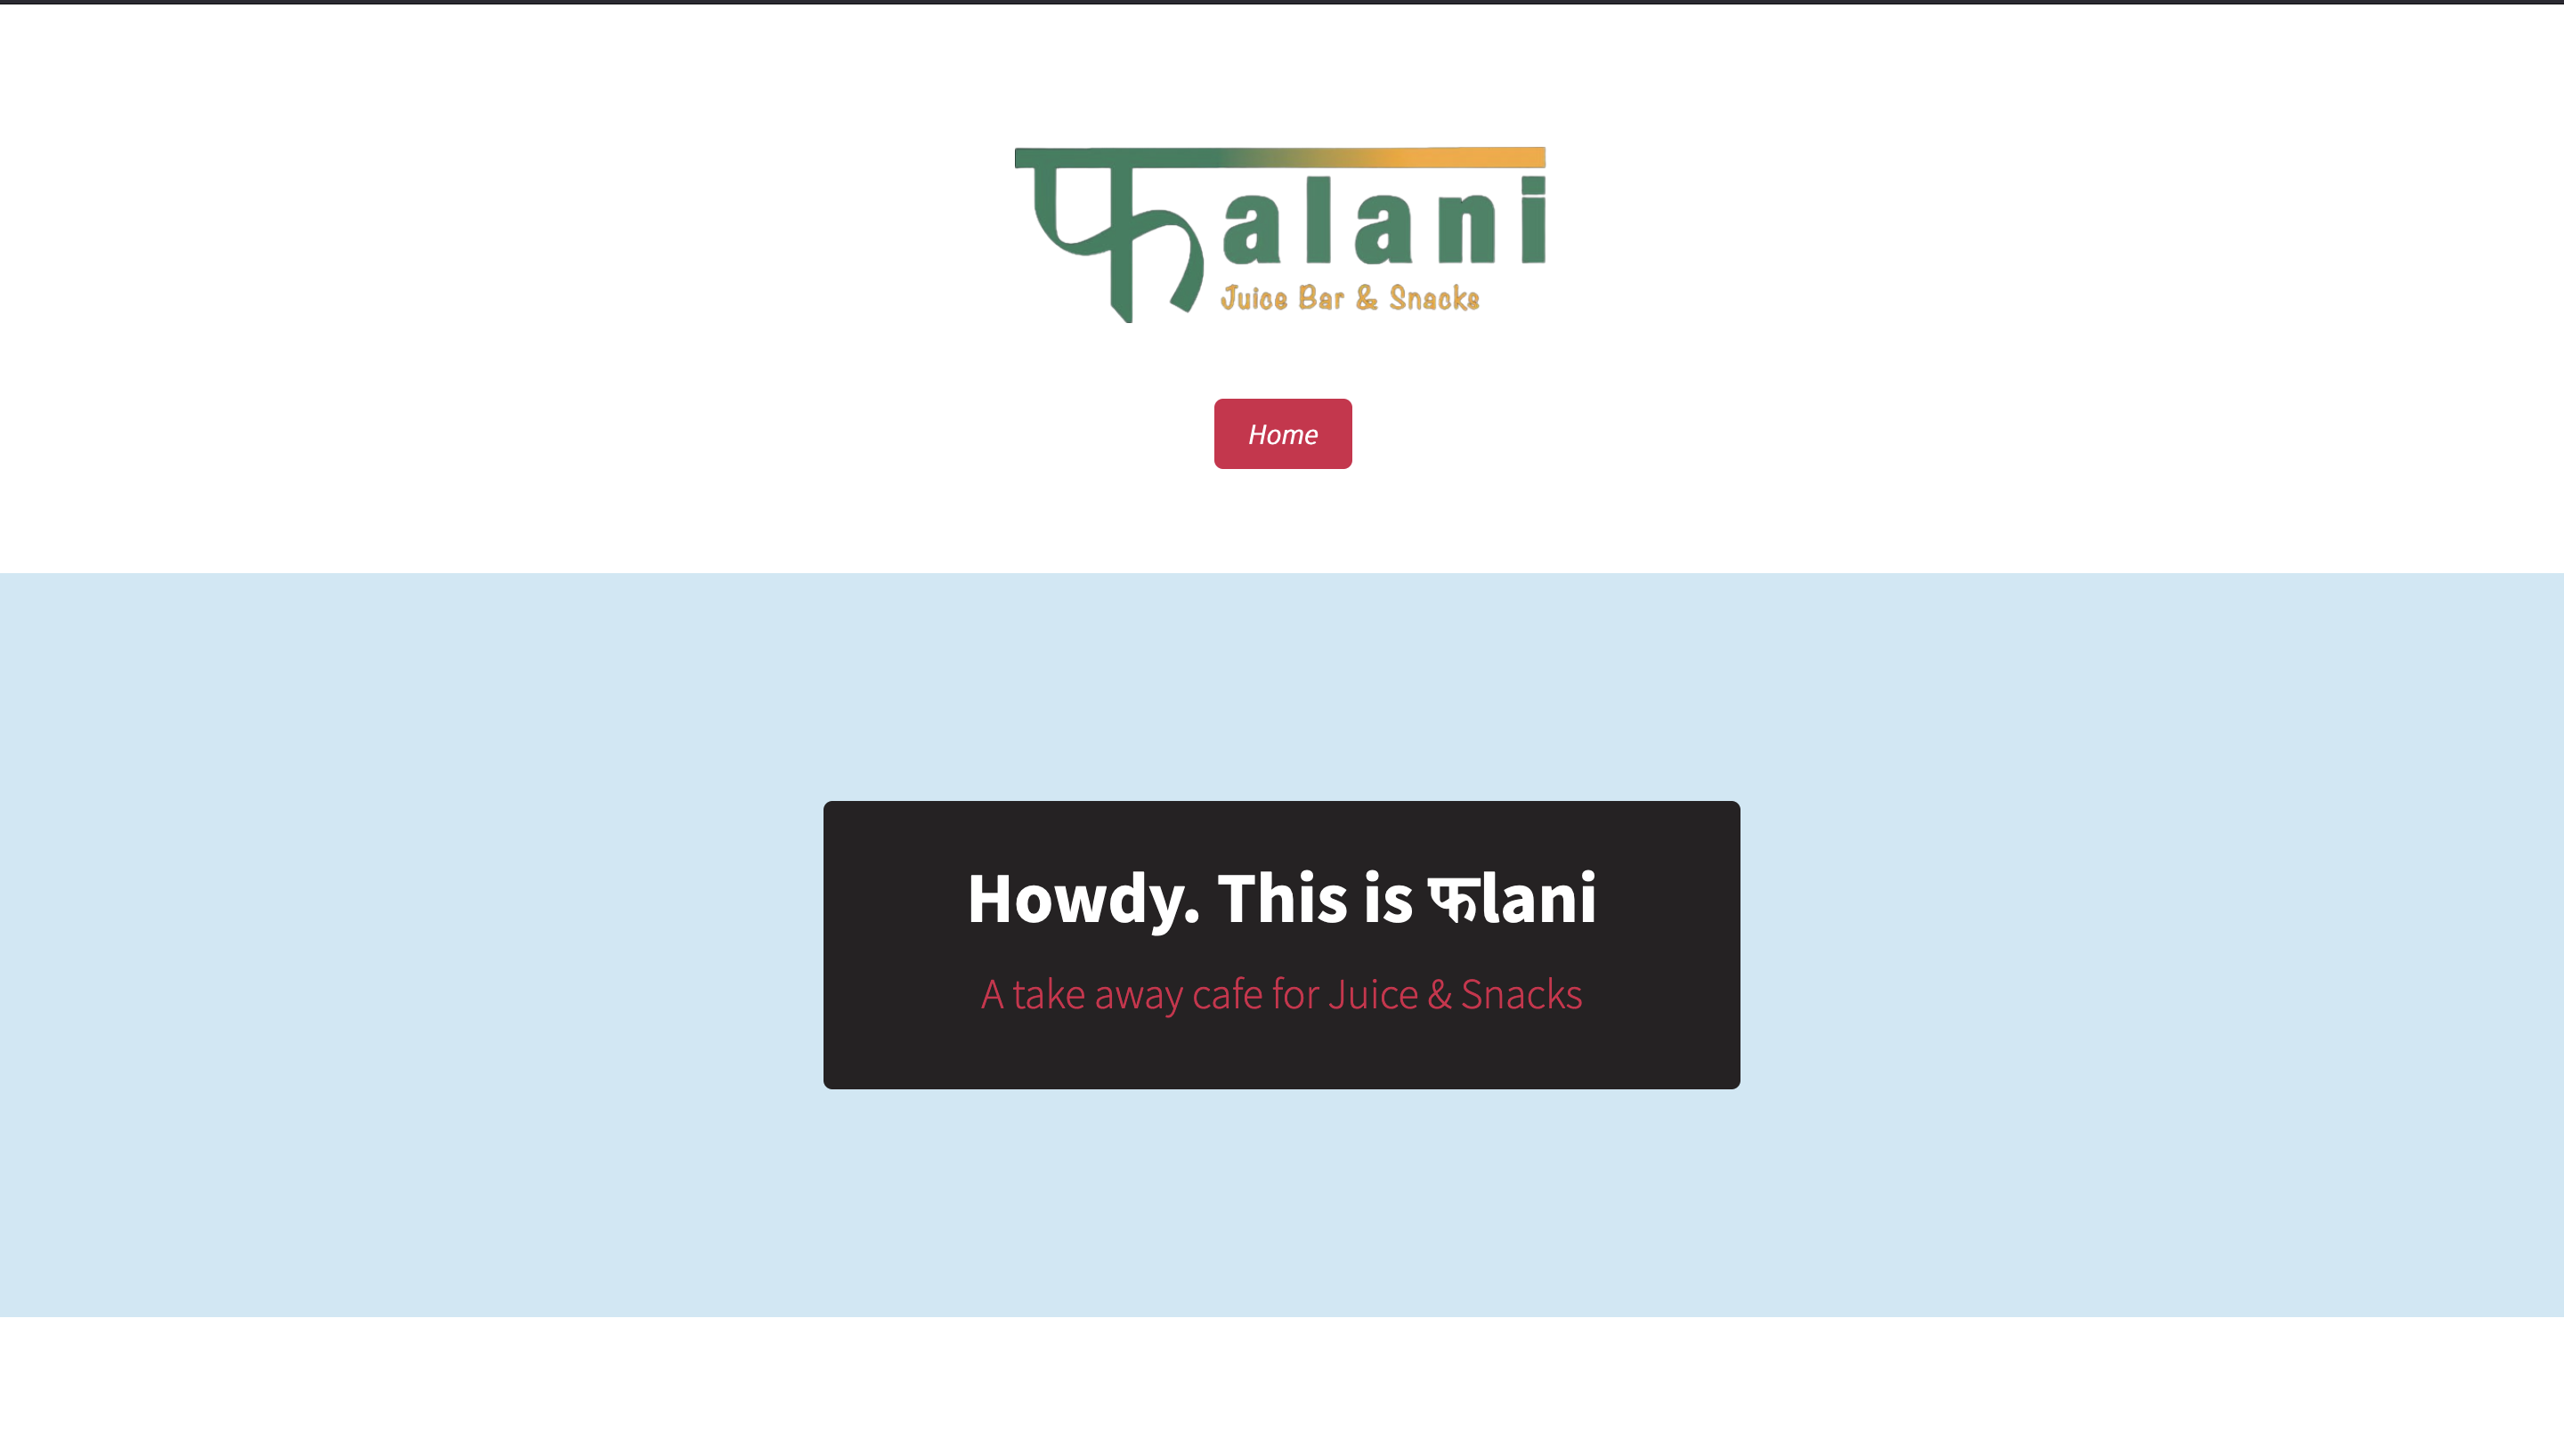 फalani
Juice Bar & Snacks
Home
Howdy. This is फlani
A take away cafe for Juice & Snacks